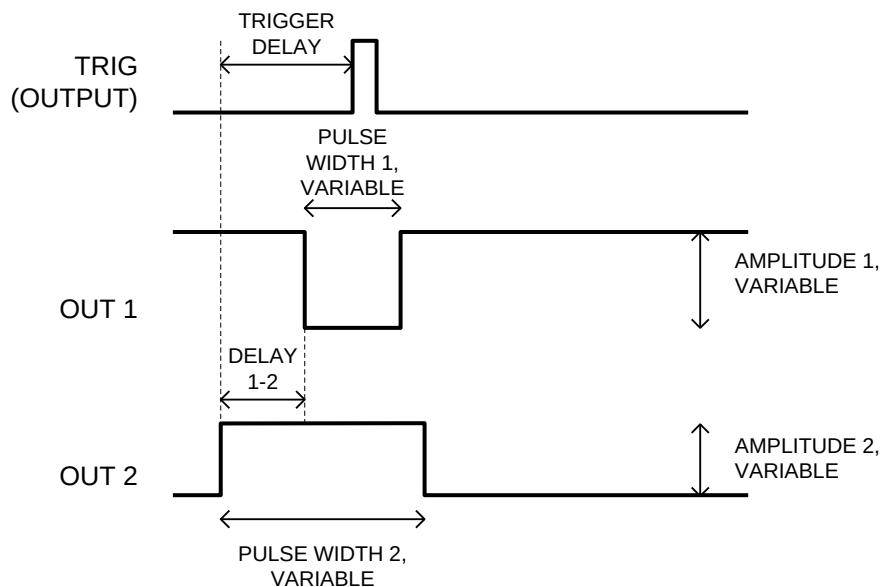 TRIGGER
DELAY
TRIG
(OUTPUT)
PULSE
WIDTH 1,
VARIABLE
AMPLITUDE 1,
VARIABLE
OUT 1
DELAY
1-2
AMPLITUDE 2,
VARIABLE
OUT 2
PULSE WIDTH 2,
VARIABLE